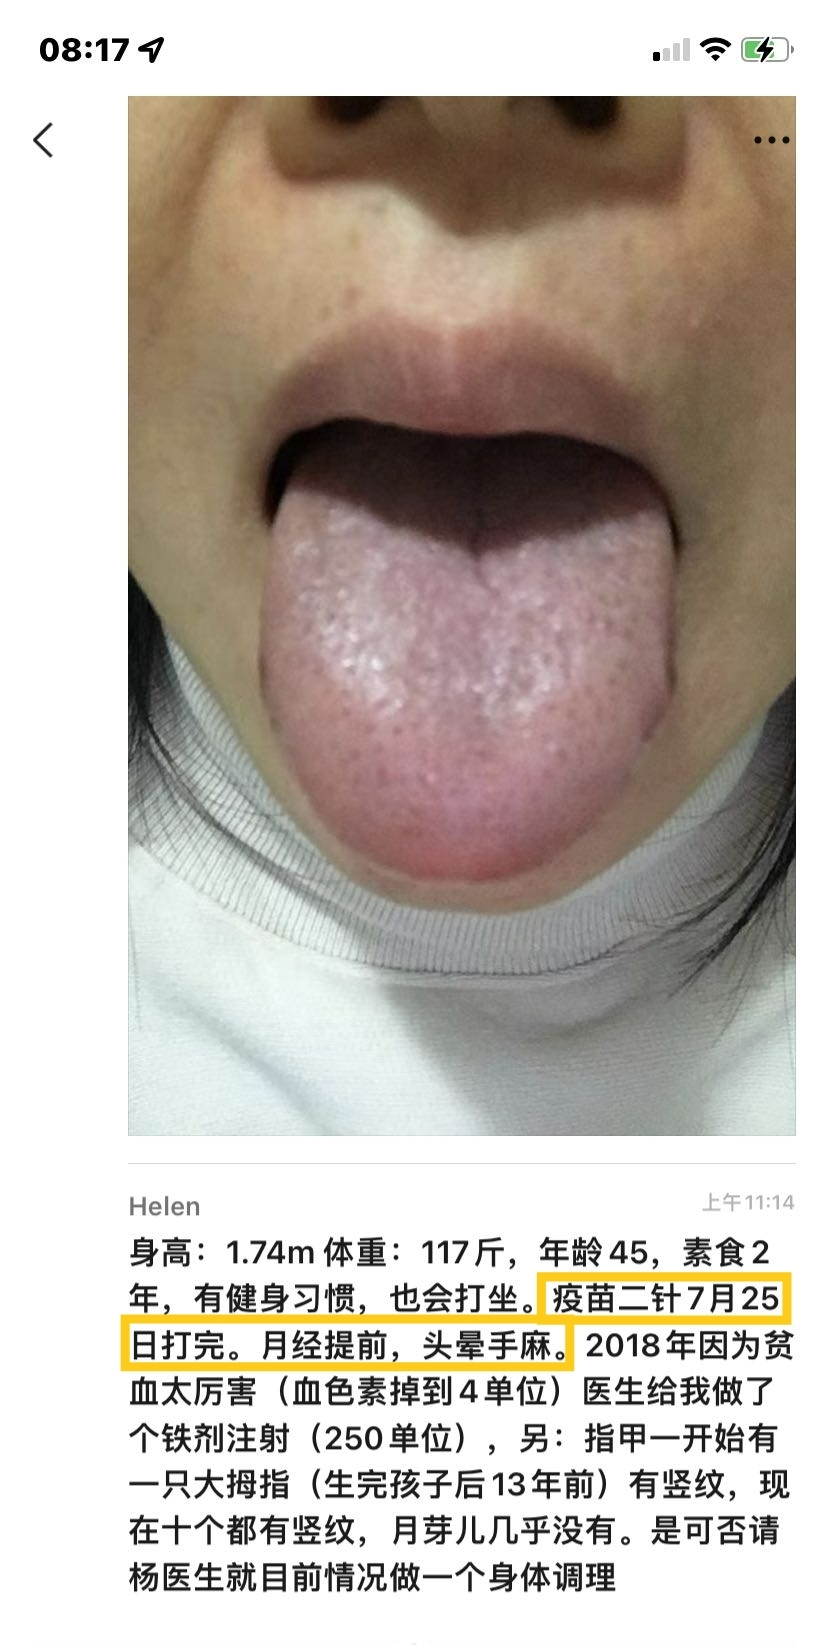 08:17
Helen 上午11:14
身高：1.74m 体重：117斤，年龄45，素食2
年，有健身习惯，也会打坐。疫苗二针7月25
日打完。月经提前，头晕手麻。2018年因为贫
血太厉害（血色素掉到4单位）医生给我做了
个铁剂注射（250单位），另：指甲一开始有
一只大拇指（生完孩子后13年前）有竖纹，现
在十个都有竖纹，月芽儿几乎没有。是可否请
杨医生就目前情况做一个身体调理